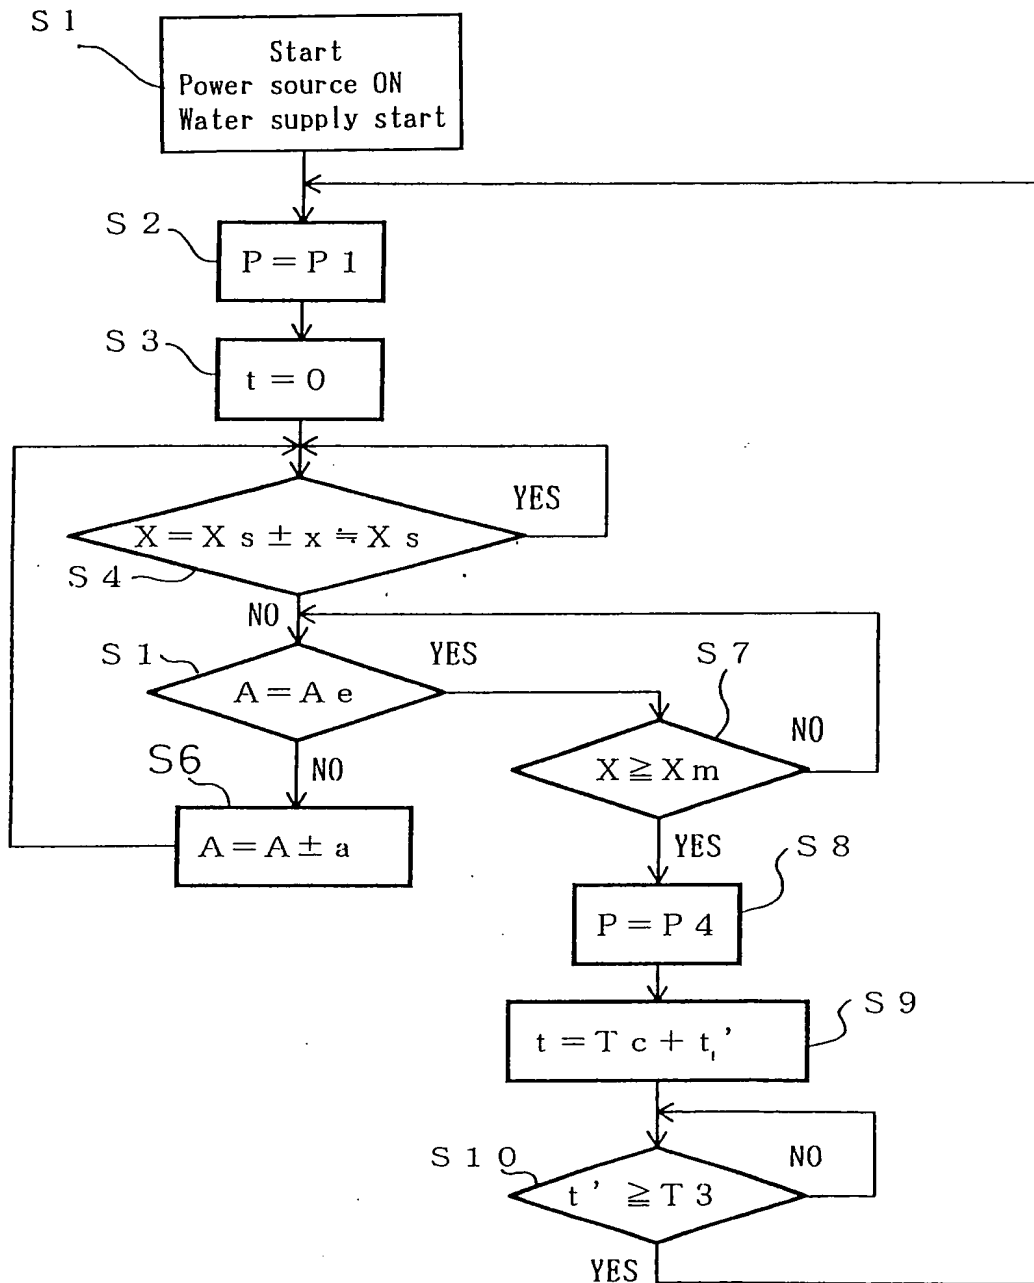 S 1
Start
Power source ON
Water supply start
S 2
P = P 1
S 3
t = 0
X = X s ± x ≒ X s
YES
S 4
NO
S 1
A = A e
YES
S 7
X ≧ X m
NO
NO
S6
A = A ± a
YES
S 8
P = P 4
S 9
t = T c + t₁'
S 1 0
t' ≧ T 3
NO
YES